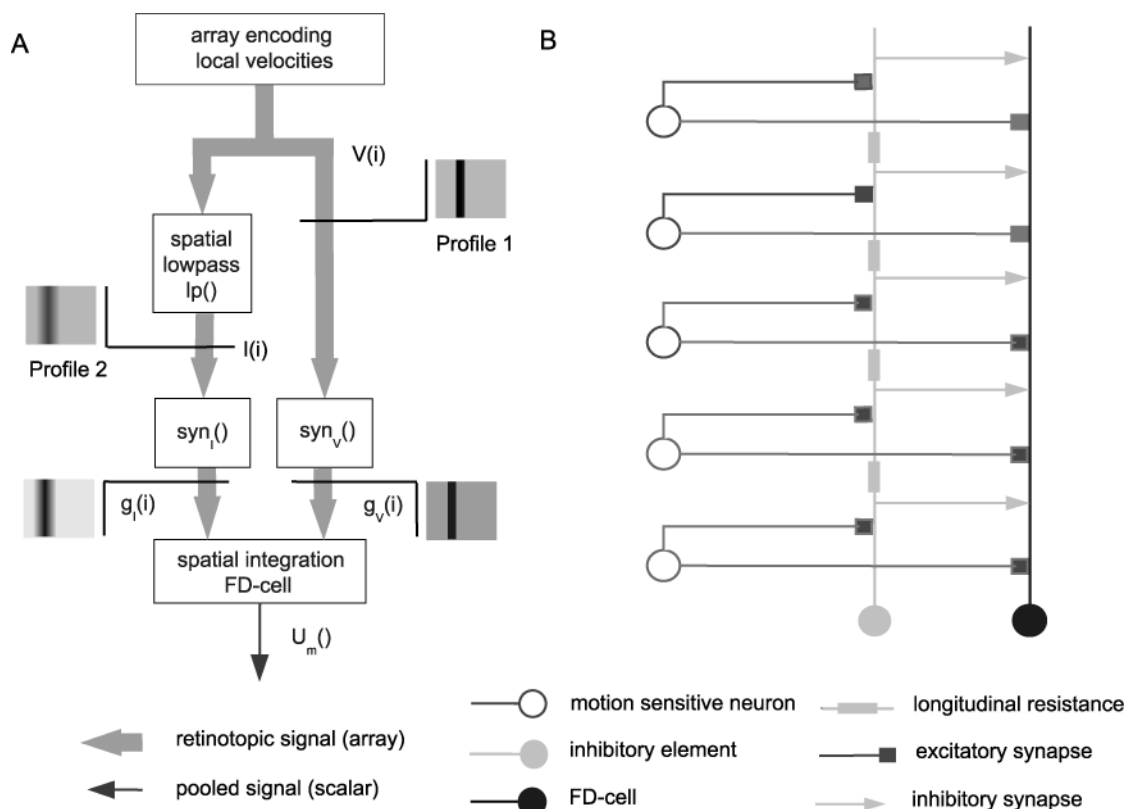 A
array encoding
local velocities
V(i)
Profile 1
spatial
lowpass
lp()
Profile 2
I(i)
syn_I()
syn_V()
g_I(i)
g_V(i)
spatial integration
FD-cell
U_m()
retinotopic signal (array)
pooled signal (scalar)
B
motion sensitive neuron
inhibitory element
FD-cell
longitudinal resistance
excitatory synapse
inhibitory synapse